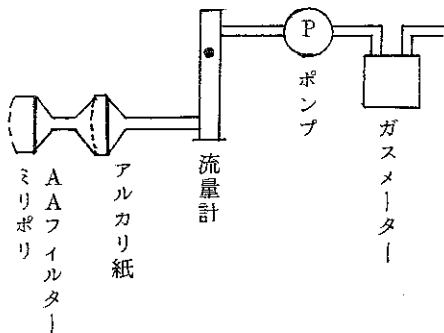 P
ポンプ
ガスメーター
流量計
アルカリ紙
AAフィルター
ミリポリ